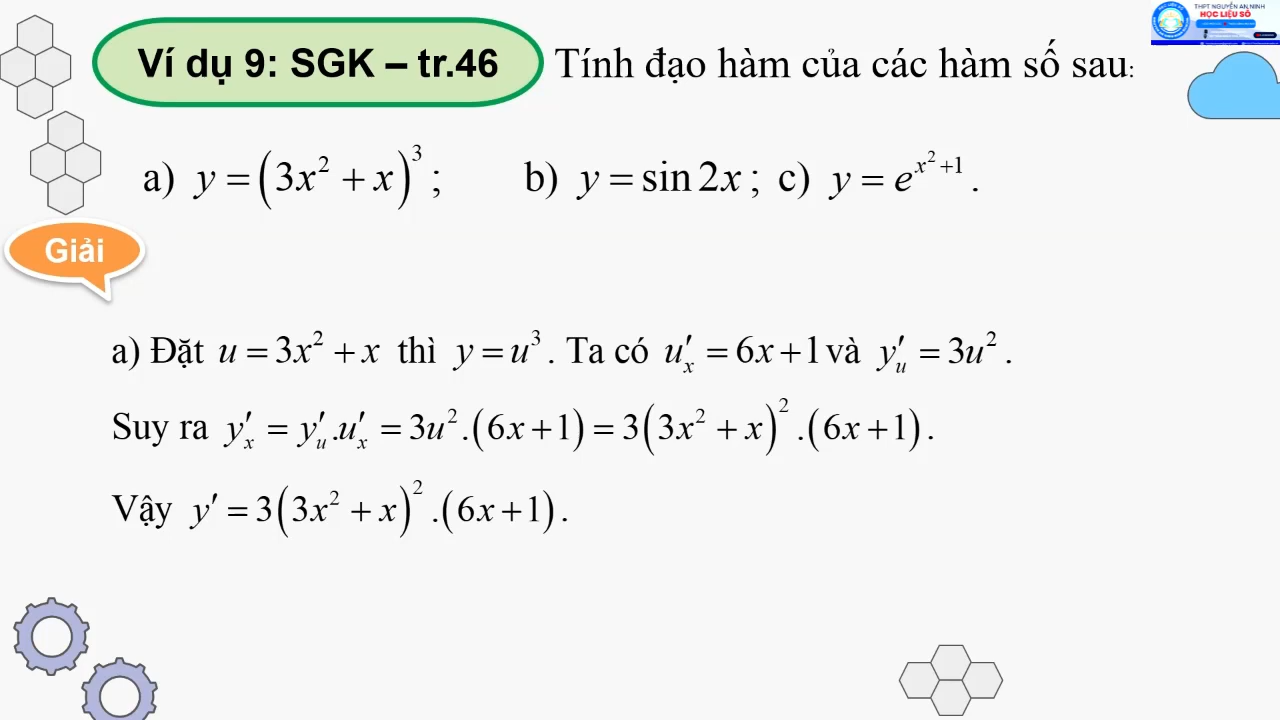 THPT NGUYỄN AN NINH
HỌC LIỆU SỐ
Ví dụ 9: SGK – tr.46 Tính đạo hàm của các hàm số sau:
a) y = (3x² + x)³ ; b) y = sin 2x ; c) y = e^(x²+1) .
Giải
a) Đặt u = 3x² + x thì y = u³ . Ta có u′ₓ = 6x + 1 và y′ᵤ = 3u² .
Suy ra y′ₓ = y′ᵤ.u′ₓ = 3u².(6x + 1) = 3(3x² + x)².(6x + 1) .
Vậy y′ = 3(3x² + x)².(6x + 1) .